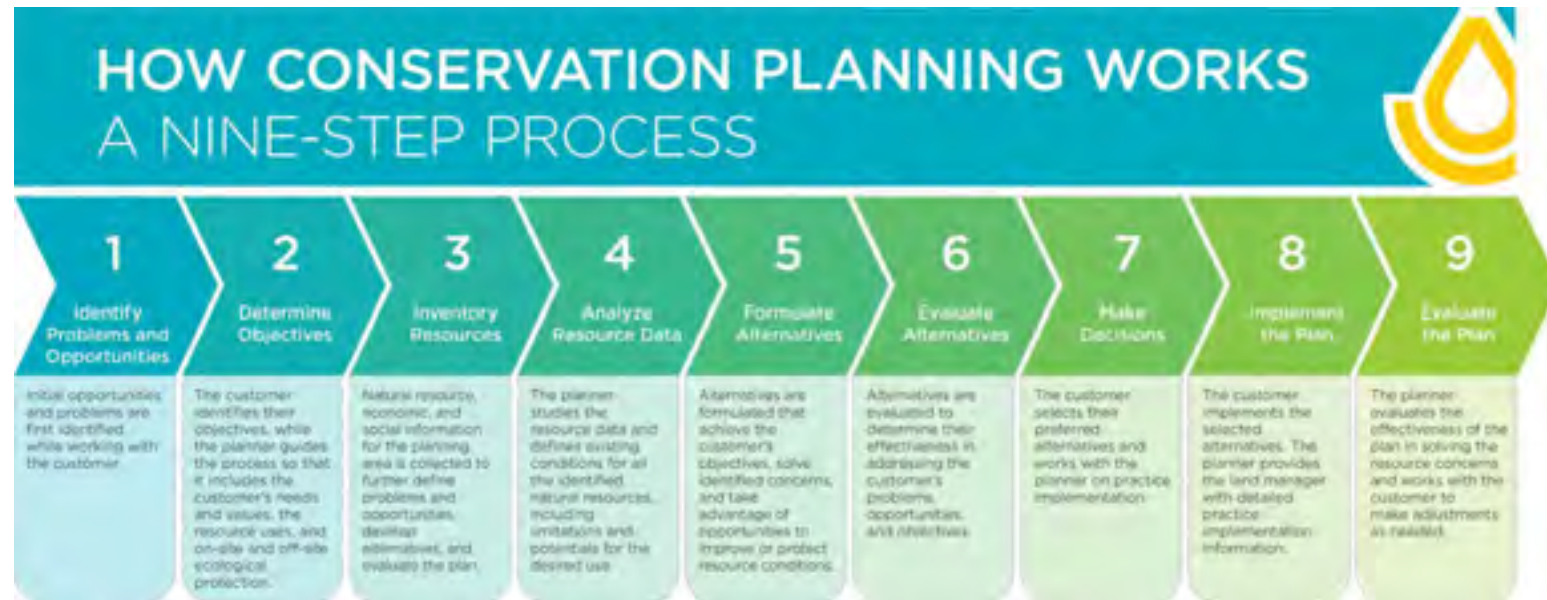 HOW CONSERVATION PLANNING WORKS
A NINE-STEP PROCESS
1
Identify
Problems and
Opportunities
Initial opportunities
and problems are
first identified
while working with
the customer.
2
Determine
Objectives
The customer
identifies their
objectives, while
the planner guides
the process so that
it includes the
customer's needs
and values, the
resource uses, and
on-site and off-site
ecological
protection.
3
Inventory
Resources
Natural resource,
economic, and
social information
for the planning
area is collected to
further define
problems and
opportunities,
develop
alternatives, and
evaluate the plan.
4
Analyze
Resource Data
The planner
studies the
resource data and
defines existing
conditions for all
the identified
natural resources,
including
limitations and
potentials for the
desired use.
5
Formulate
Alternatives
Alternatives are
formulated that
achieve the
customer's
objectives, solve
identified concerns,
and take
advantage of
opportunities to
improve or protect
resource conditions.
6
Evaluate
Alternatives
Alternatives are
evaluated to
determine their
effectiveness in
addressing the
customer's
problems,
opportunities,
and objectives.
7
Make
Decisions
The customer
selects their
preferred
alternatives and
works with the
planner on practice
implementation.
8
Implement
the Plan
The customer
implements the
selected
alternatives. The
planner provides
the land manager
with detailed
practice
implementation
information.
9
Evaluate
the Plan
The planner
evaluates the
effectiveness of the
plan in solving the
resource concerns
and works with the
customer to
make adjustments
as needed.